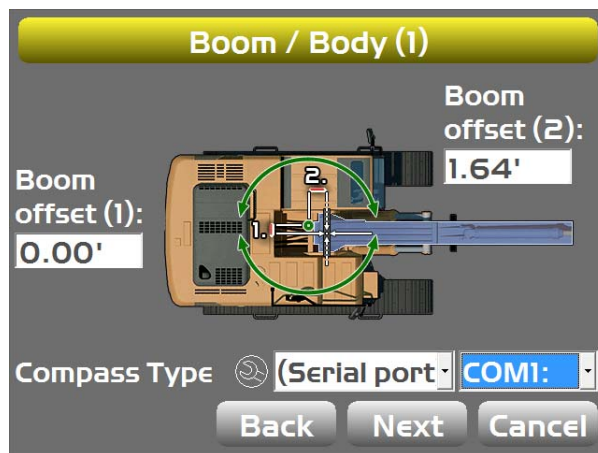 Boom / Body (1)
Boom
offset (2):
1.64'
Boom
offset (1):
0.00'
2.
1.
Compass Type
(Serial port
COM1:
Back
Next
Cancel